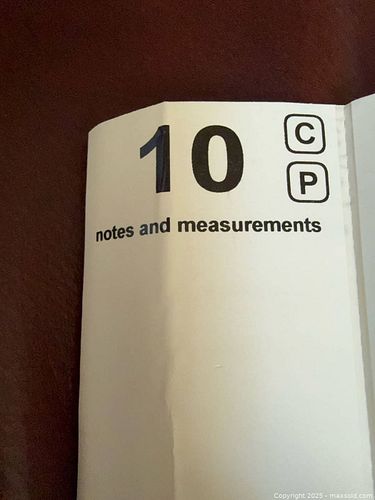 10 C
P
notes and measurements
Copyright 2025 - maxsold.com